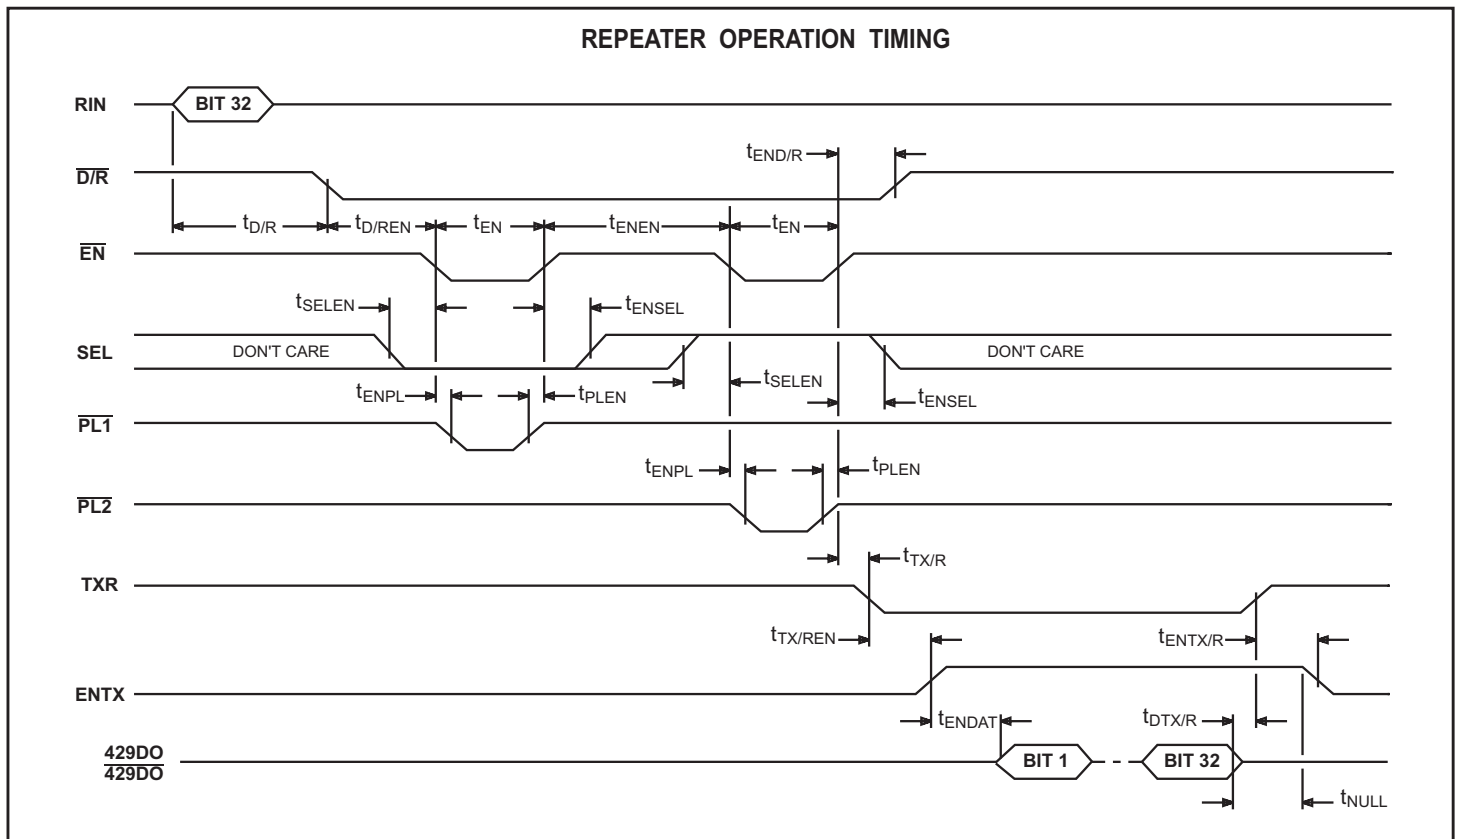 REPEATER OPERATION TIMING
RIN
BIT 32
tEND/R
D/R
tD/R
tD/REN
tEN
tENEN
tEN
EN
tSELEN
tENSEL
SEL
DON'T CARE
DON'T CARE
tSELEN
tENPL
tPLEN
tENSEL
PL1
tENPL
tPLEN
PL2
tTX/R
TXR
tTX/REN
tENTX/R
ENTX
tENDAT
tDTX/R
429DO
429DO
BIT 1
BIT 32
tNULL